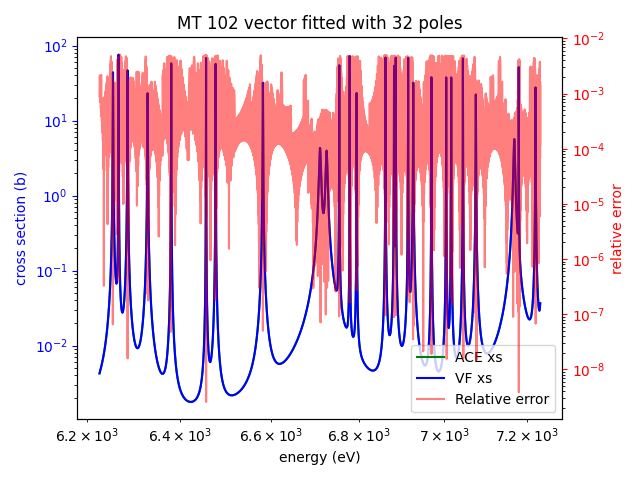 MT 102 vector fitted with 32 poles
cross section (b)
10²
10¹
10⁰
10⁻¹
10⁻²
10⁻²
10⁻³
10⁻⁴
10⁻⁵
10⁻⁶
10⁻⁷
10⁻⁸
relative error
ACE xs
VF xs
Relative error
6.2 × 10³ 6.4 × 10³ 6.6 × 10³ 6.8 × 10³ 7 × 10³ 7.2 × 10³
energy (eV)